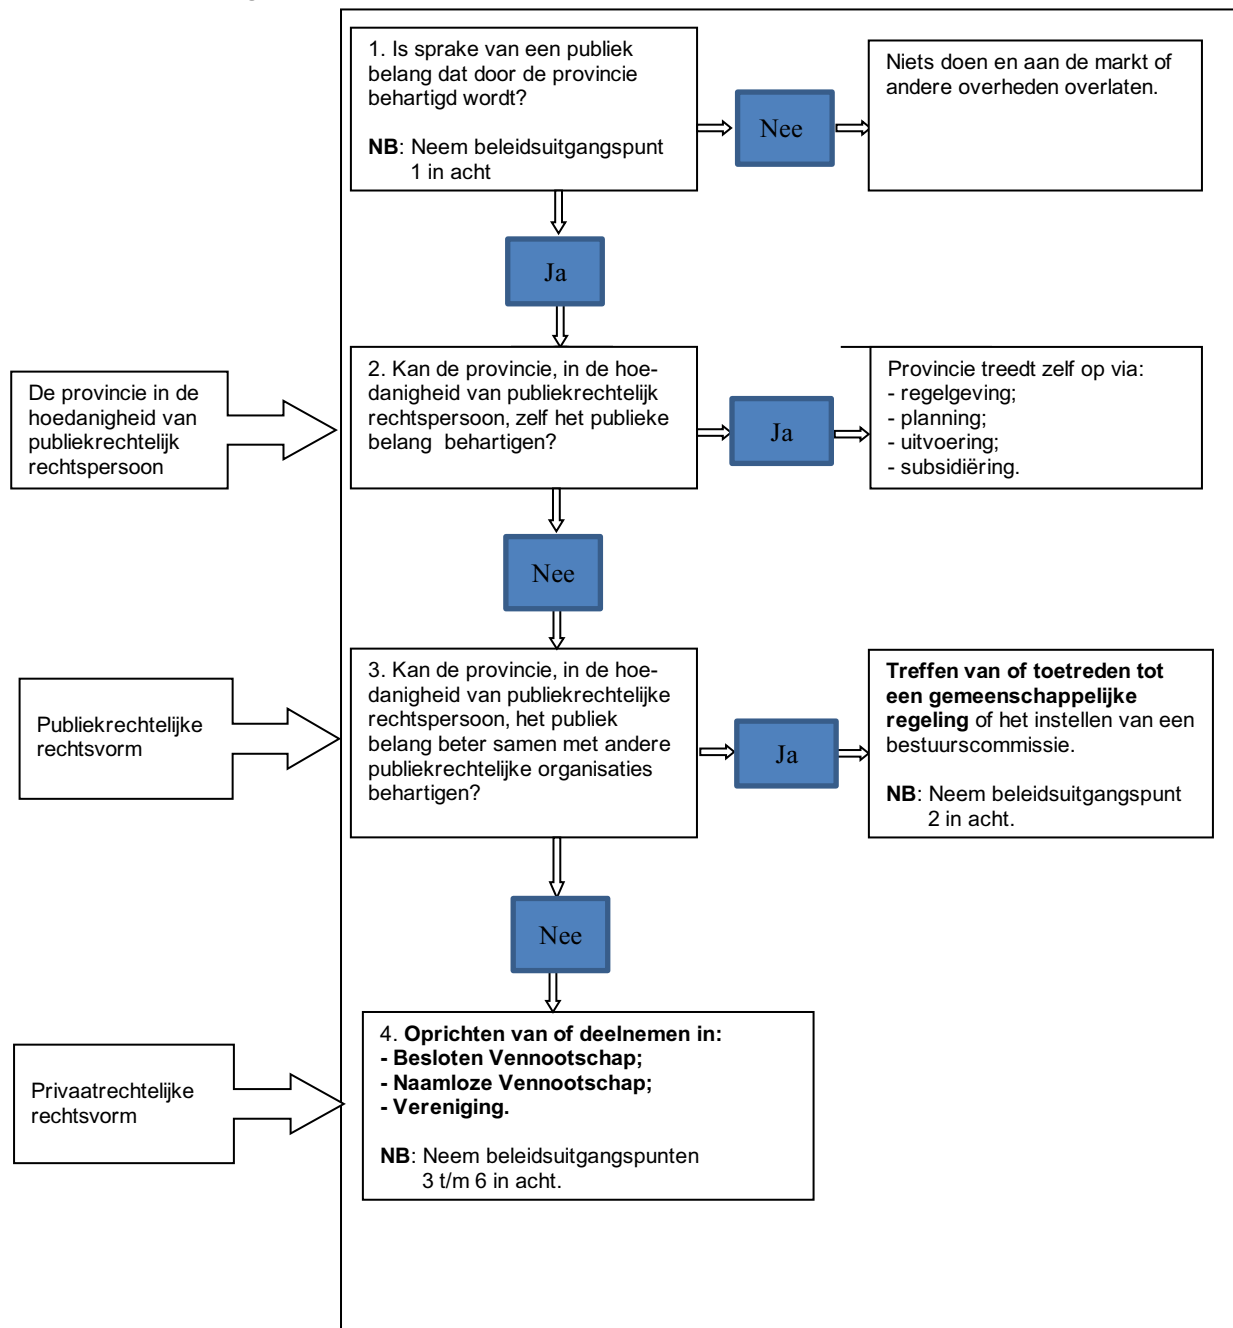 1. Is sprake van een publiek
belang dat door de provincie
behartigd wordt?
NB: Neem beleidsuitgangspunt
1 in acht
Nee
Niets doen en aan de markt of
andere overheden overlaten.
Ja
De provincie in de
hoedanigheid van
publiekrechtelijk
rechtspersoon
2. Kan de provincie, in de hoe-
danigheid van publiekrechtelijk
rechtspersoon, zelf het publieke
belang behartigen?
Ja
Provincie treedt zelf op via:
- regelgeving;
- planning;
- uitvoering;
- subsidiëring.
Nee
Publiekrechtelijke
rechtsvorm
3. Kan de provincie, in de hoe-
danigheid van publiekrechtelijke
rechtspersoon, het publiek
belang beter samen met andere
publiekrechtelijke organisaties
behartigen?
Ja
Treffen van of toetreden tot
een gemeenschappelijke
regeling of het instellen van een
bestuurscommissie.
NB: Neem beleidsuitgangspunt
2 in acht.
Nee
Privaatrechtelijke
rechtsvorm
4. Oprichten van of deelnemen in:
- Besloten Vennootschap;
- Naamloze Vennootschap;
- Vereniging.
NB: Neem beleidsuitgangspunten
3 t/m 6 in acht.